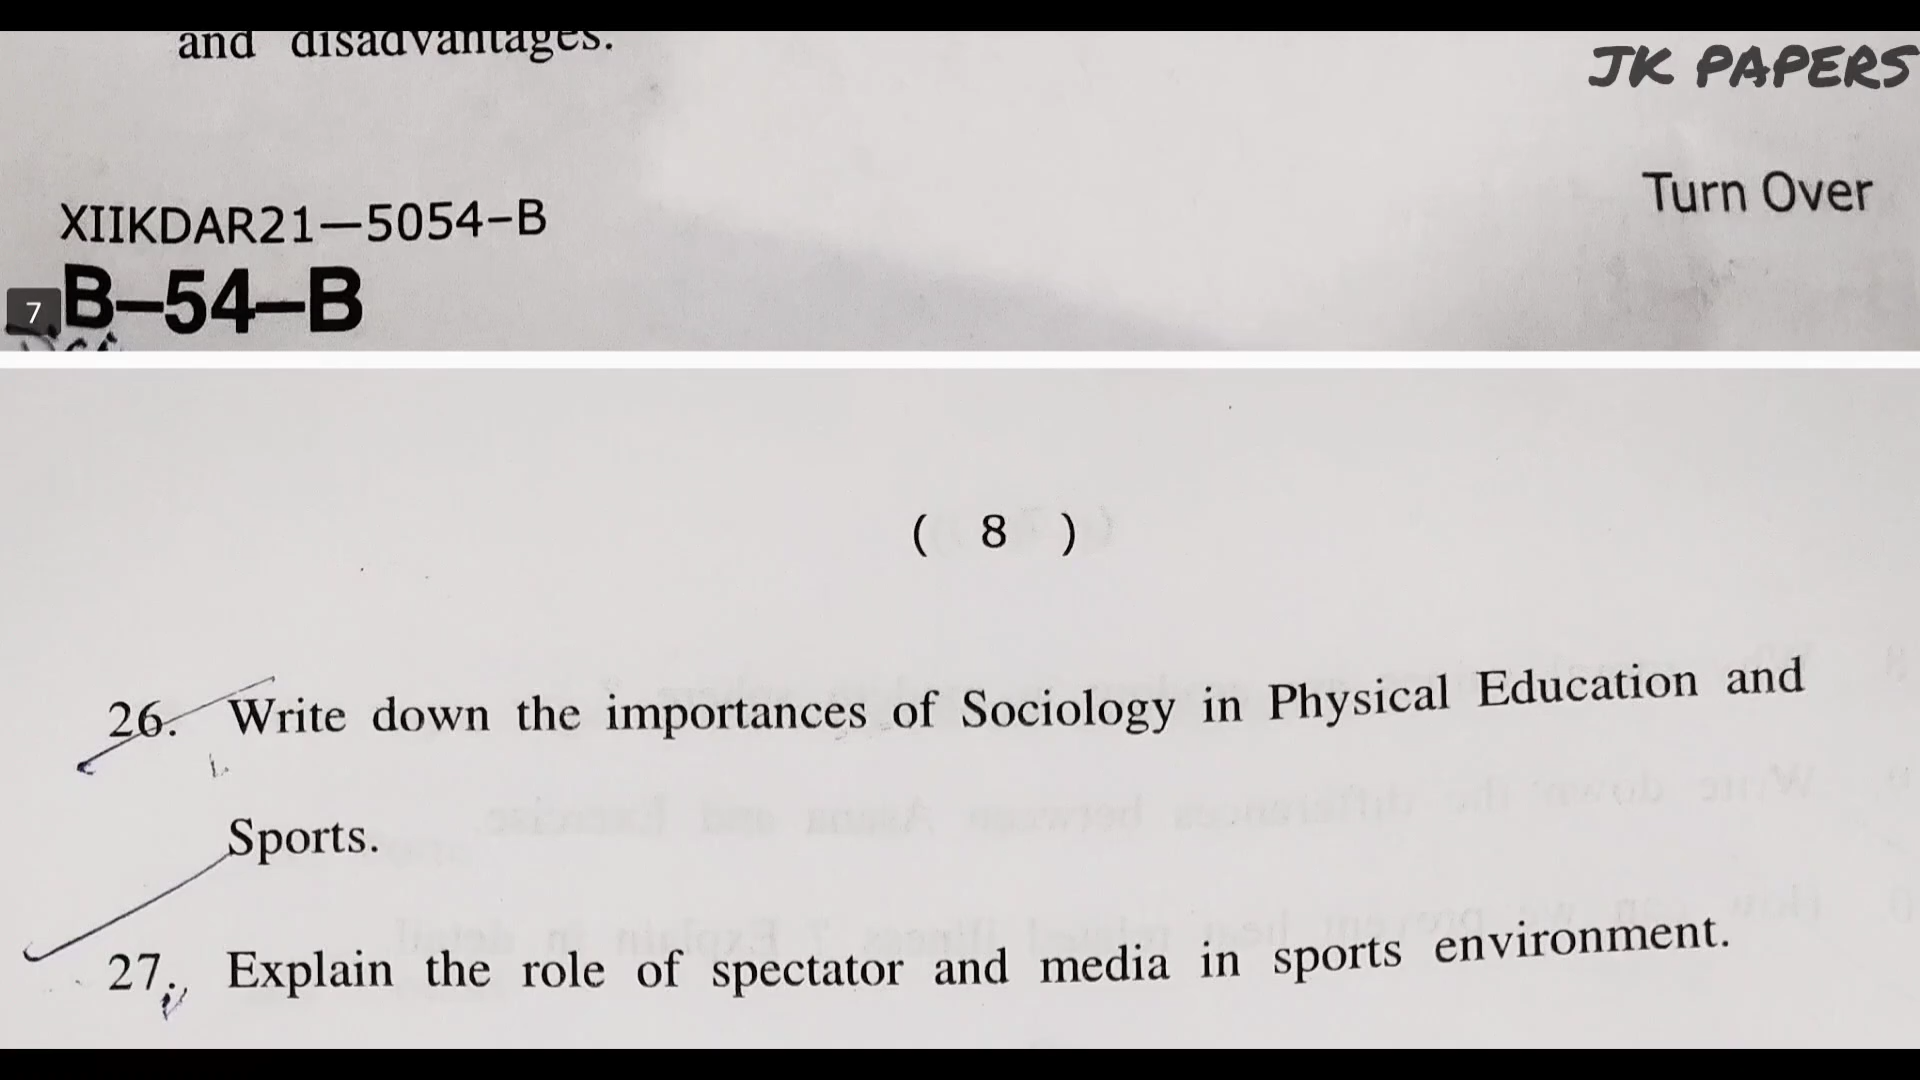 and disadvantages.
JK PAPERS
Turn Over
XIIKDAR21—5054–B
B–54–B
7
( 8 )
26. Write down the importances of Sociology in Physical Education and
Sports.
27. Explain the role of spectator and media in sports environment.